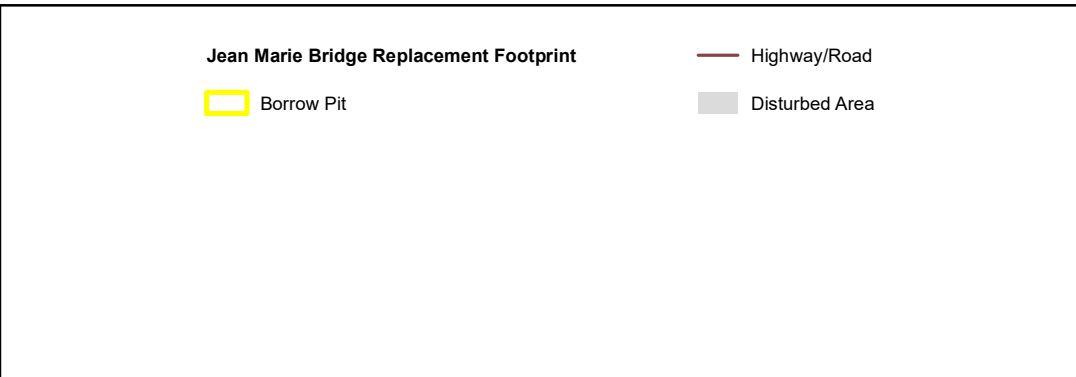 Jean Marie Bridge Replacement Footprint
Borrow Pit
Highway/Road
Disturbed Area